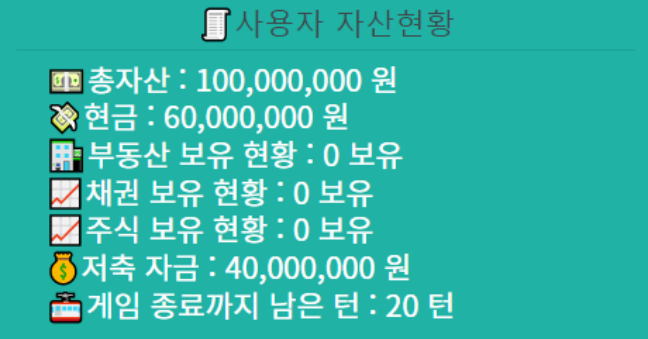 사용자 자산현황
총자산 : 100,000,000 원
현금 : 60,000,000 원
부동산 보유 현황 : 0 보유
채권 보유 현황 : 0 보유
주식 보유 현황 : 0 보유
저축 자금 : 40,000,000 원
게임 종료까지 남은 턴 : 20 턴